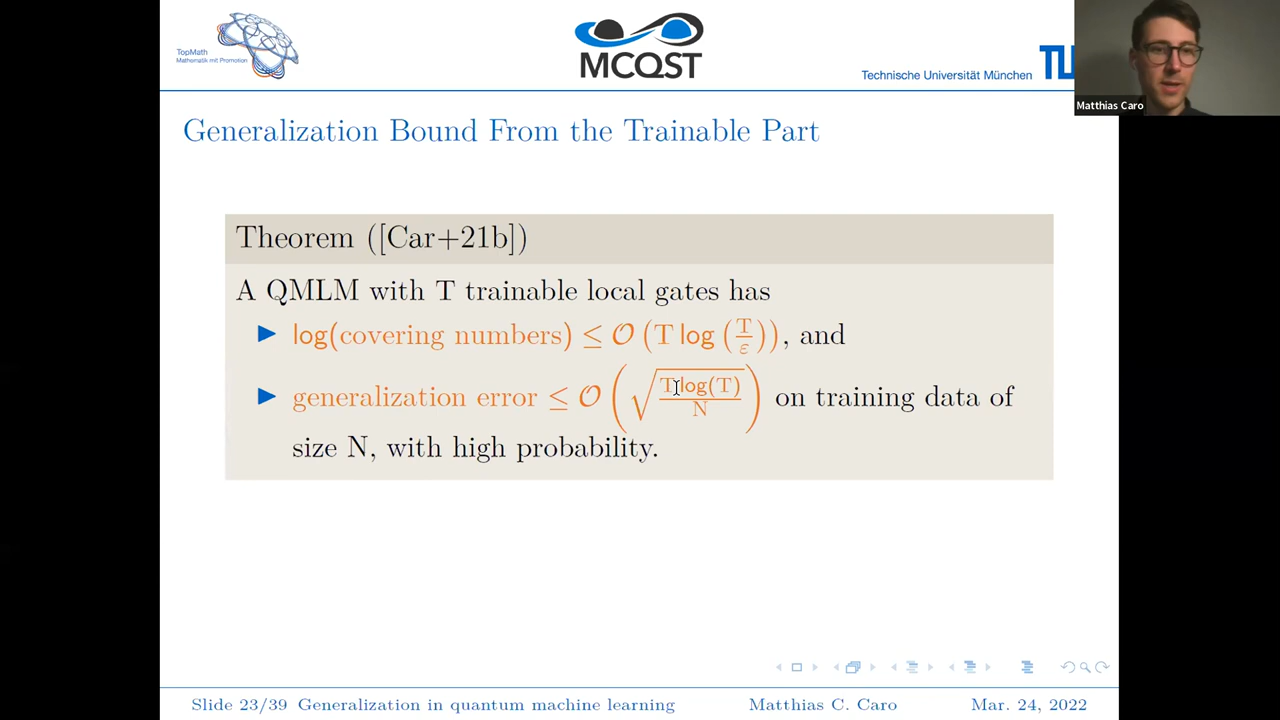 TopMath
Mathematik mit Promotion
MCQST
Technische Universität München
Matthias Caro
Generalization Bound From the Trainable Part
Theorem ([Car+21b])
A QMLM with T trainable local gates has
log(covering numbers) ≤ 𝒪(T log(T/ε)), and
generalization error ≤ 𝒪(√(T log(T)/N)) on training data of
size N, with high probability.
Slide 23/39 Generalization in quantum machine learning Matthias C. Caro Mar. 24, 2022